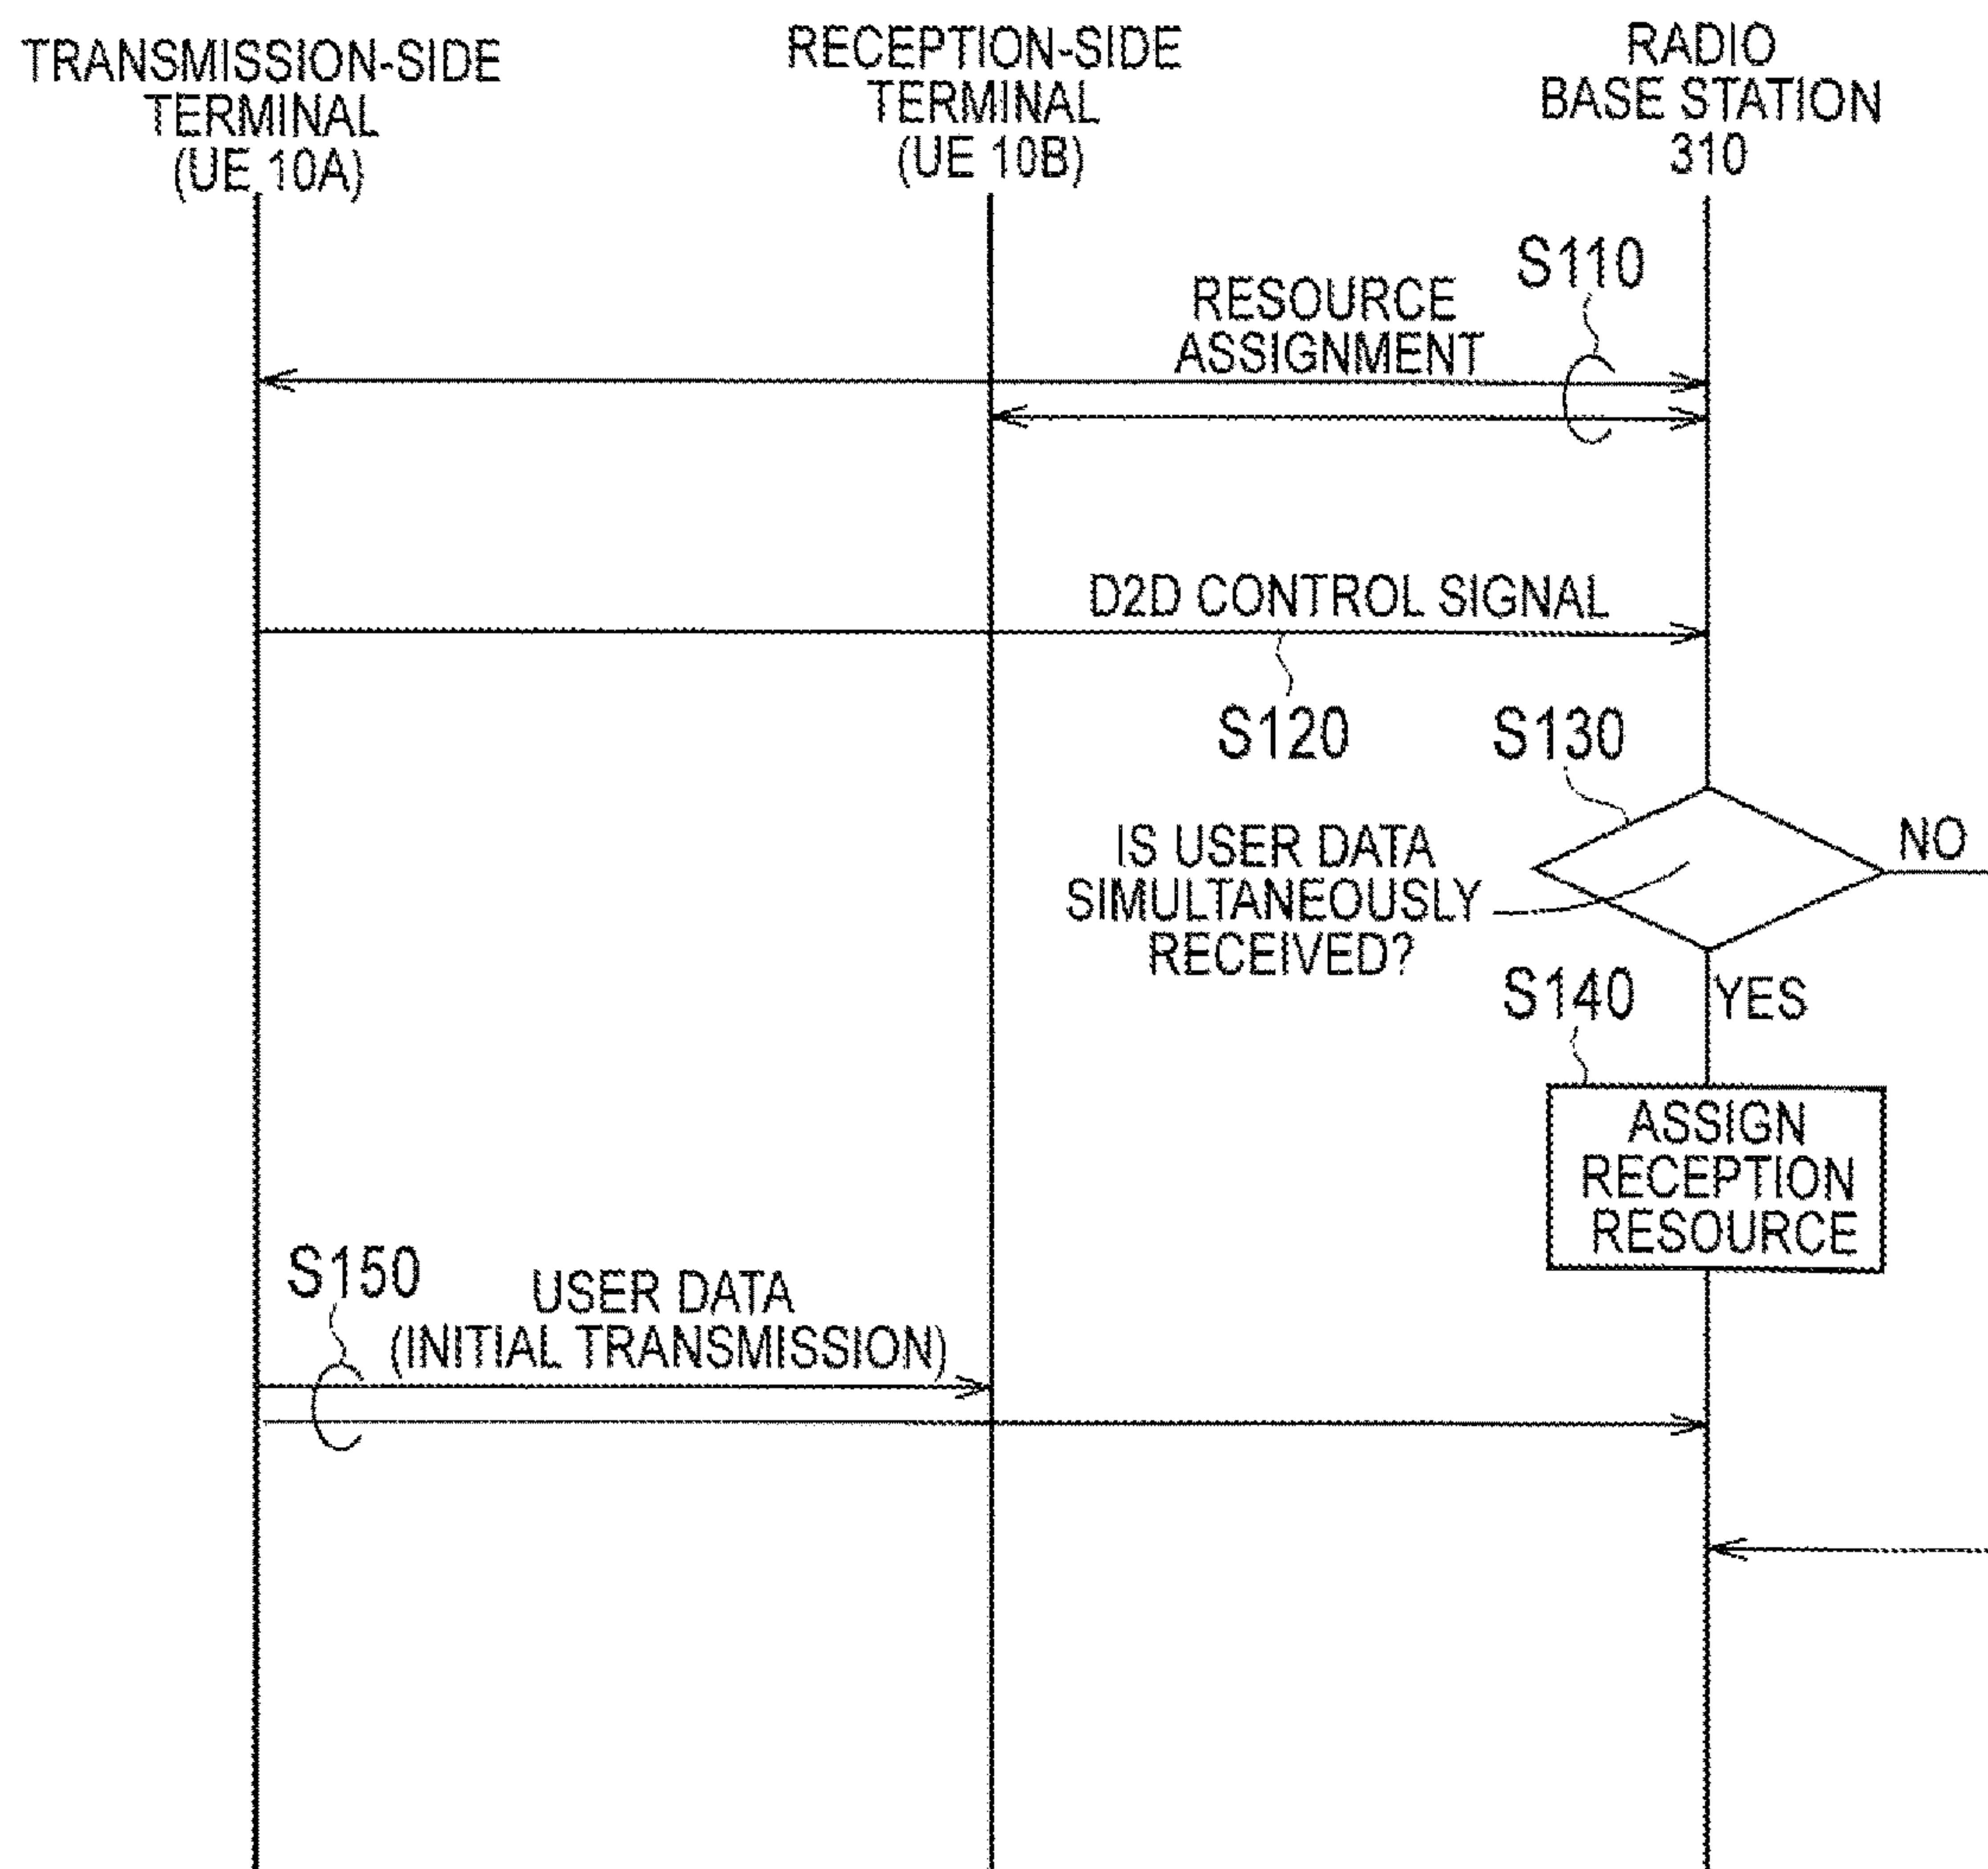 TRANSMISSION-SIDE
TERMINAL
(UE 10A)
RECEPTION-SIDE
TERMINAL
(UE 10B)
RADIO
BASE STATION
310
S110
RESOURCE
ASSIGNMENT
D2D CONTROL SIGNAL
S120
S130
IS USER DATA
SIMULTANEOUSLY
RECEIVED?
NO
YES
S140
ASSIGN
RECEPTION
RESOURCE
S150
USER DATA
(INITIAL TRANSMISSION)